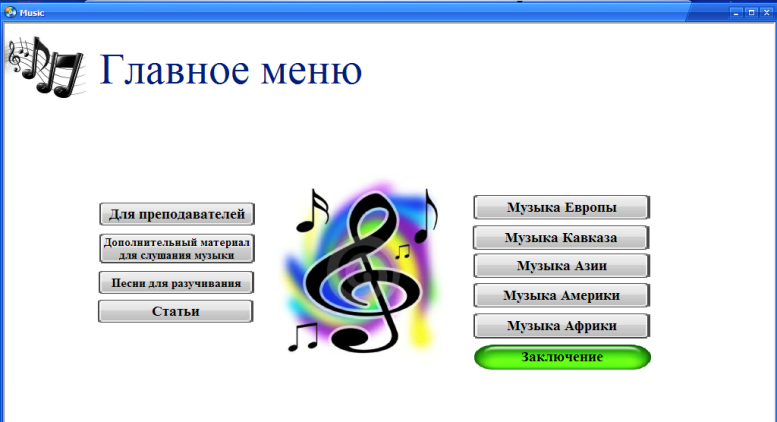 Music
Главное меню
Для преподавателей
Дополнительный материал
для слушания музыки
Песни для разучивания
Статьи
Музыка Европы
Музыка Кавказа
Музыка Азии
Музыка Америки
Музыка Африки
Заключение